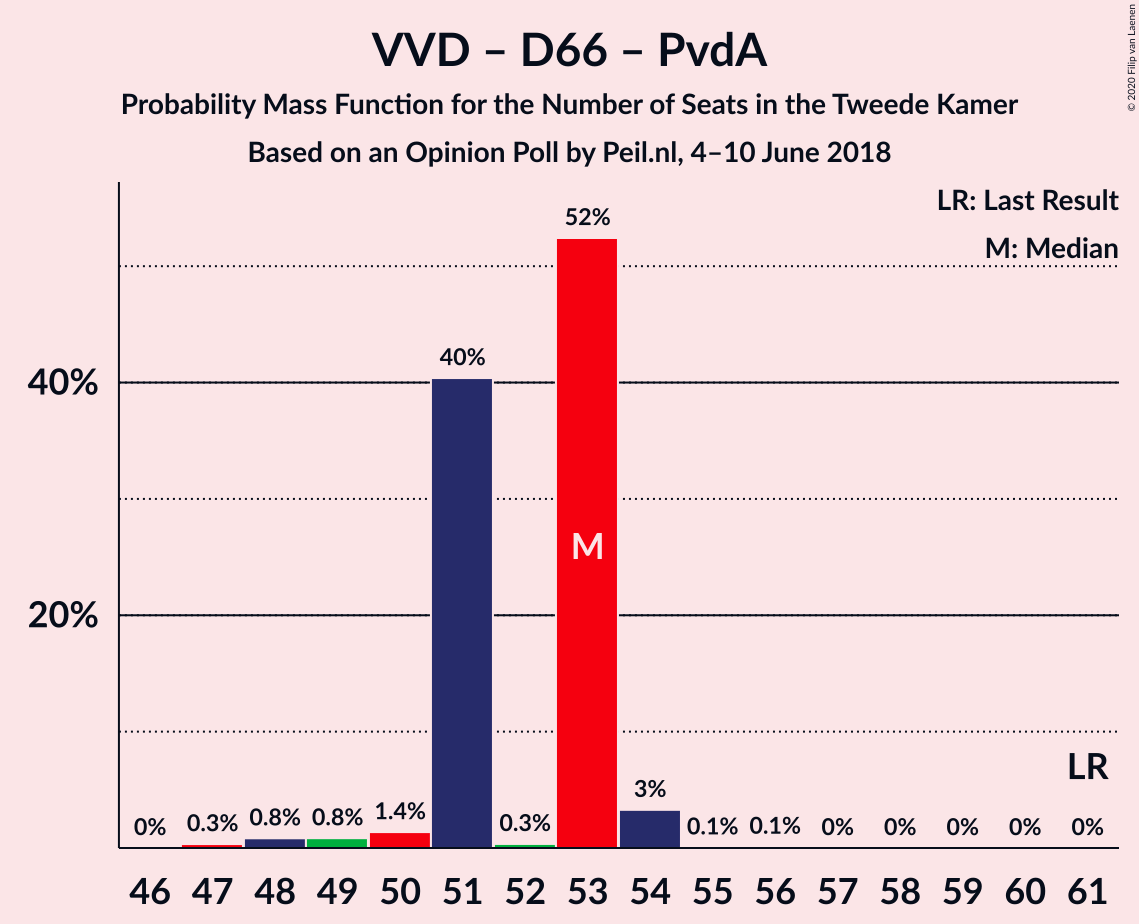 VVD – D66 – PvdA
Probability Mass Function for the Number of Seats in the Tweede Kamer
Based on an Opinion Poll by Peil.nl, 4–10 June 2018
© 2020 Filip van Laenen
LR: Last Result
M: Median
52%
40%
40%
M
20%
LR
3%
1.4%
0.8%
0.8%
0.3%
0.3%
0.1%
0.1%
0%
0%
0%
0%
0%
0%
46 47 48 49 50 51 52 53 54 55 56 57 58 59 60 61